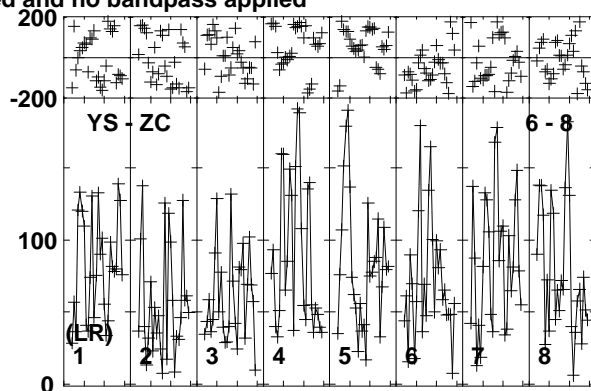 ed and no bandpass applied
200
-200
YS - ZC 6 - 8
100
(LR)
1 2 3 4 5 6 7 8
0